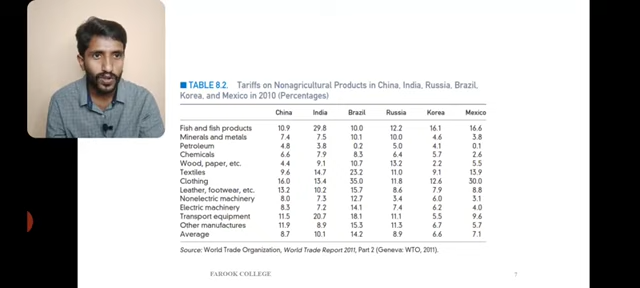 ■ TABLE 8.2. Tariffs on Nonagricultural Products in China, India, Russia, Brazil,
Korea, and Mexico in 2010 (Percentages)
China India Brazil Russia Korea Mexico
Fish and fish products 10.9 29.8 10.0 12.2 16.1 16.6
Minerals and metals 7.4 7.5 10.1 10.0 4.6 3.8
Petroleum 4.8 3.8 0.2 5.0 4.1 0.1
Chemicals 6.6 7.9 8.3 6.4 5.7 2.6
Wood, paper, etc. 4.4 9.1 10.7 13.2 2.2 5.5
Textiles 9.6 14.7 23.2 11.0 9.1 13.9
Clothing 16.0 13.4 35.0 11.8 12.6 30.0
Leather, footwear, etc. 13.2 10.2 15.7 8.6 7.9 8.8
Nonelectric machinery 8.0 7.3 12.7 3.4 6.0 3.1
Electric machinery 8.3 7.2 14.1 7.4 6.2 4.0
Transport equipment 11.5 20.7 18.1 11.1 5.5 9.6
Other manufactures 11.9 8.9 15.3 11.3 6.7 5.7
Average 8.7 10.1 14.2 8.9 6.6 7.1
Source: World Trade Organization, World Trade Report 2011, Part 2 (Geneva: WTO, 2011).
FAROOK COLLEGE 7